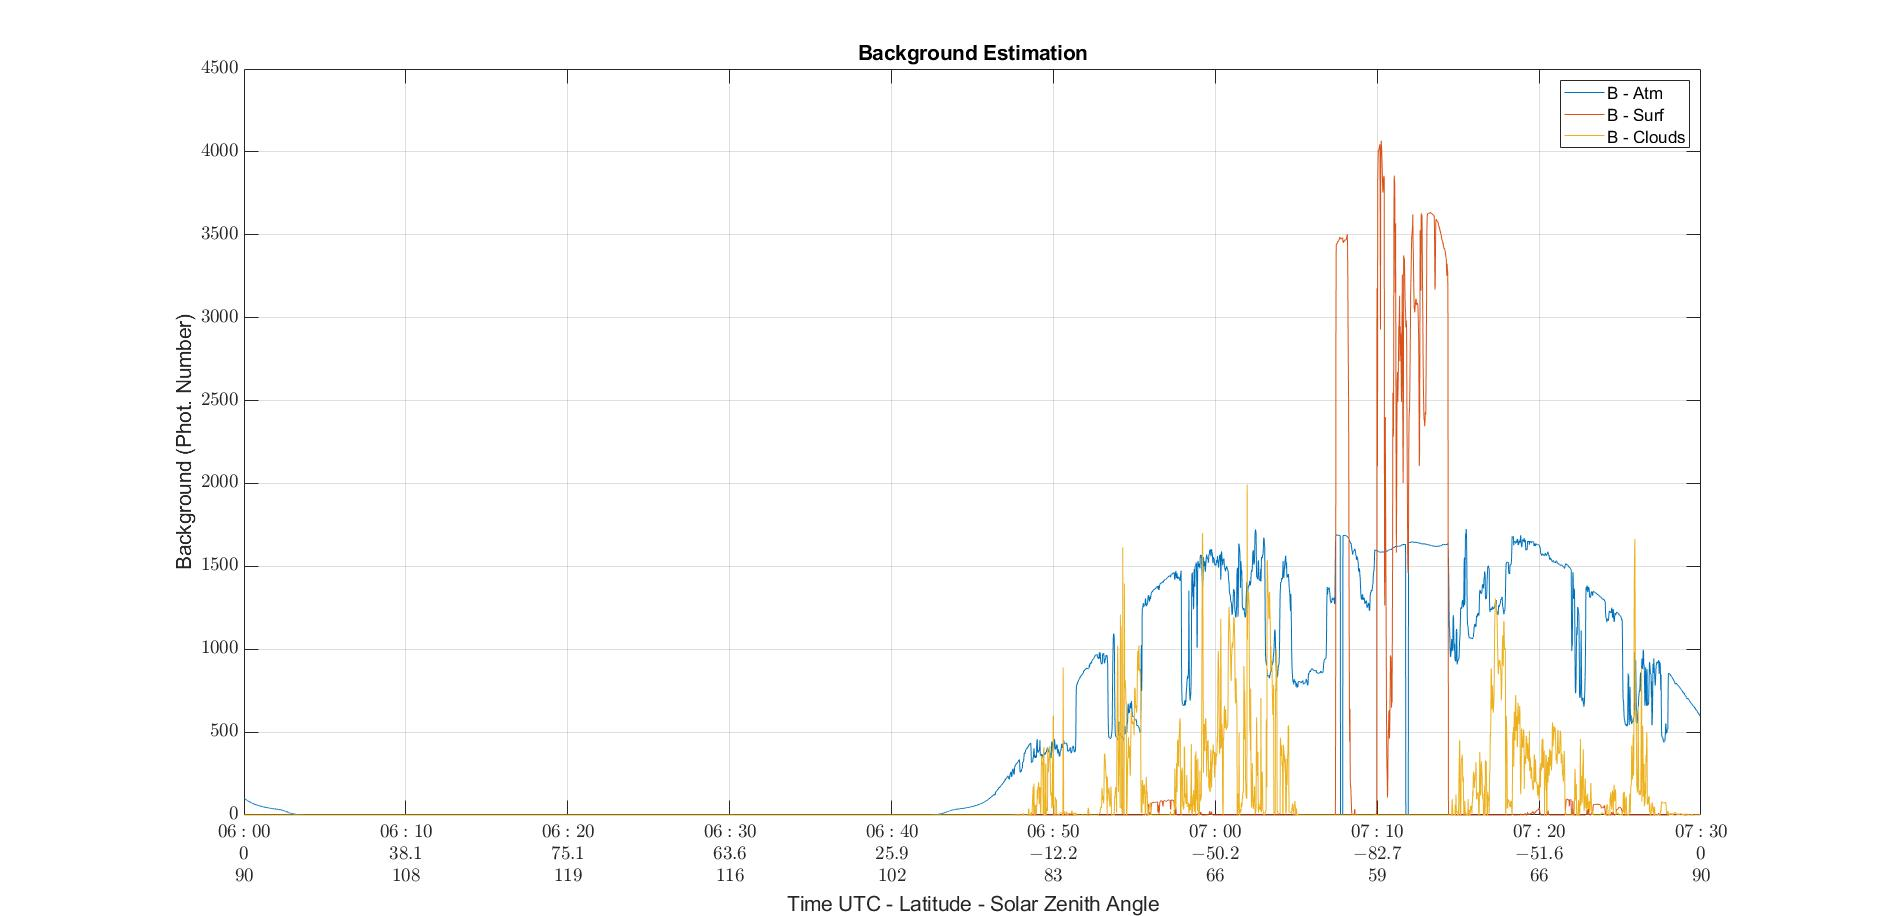 Background Estimation
B - Atm
B - Surf
B - Clouds
Background (Phot. Number)
4500
4000
3500
3000
2500
2000
1500
1000
500
0
06 : 00 06 : 10 06 : 20 06 : 30 06 : 40 06 : 50 07 : 00 07 : 10 07 : 20 07 : 30
0 38.1 75.1 63.6 25.9 −12.2 −50.2 −82.7 −51.6 0
90 108 119 116 102 83 66 59 66 90
Time UTC - Latitude - Solar Zenith Angle